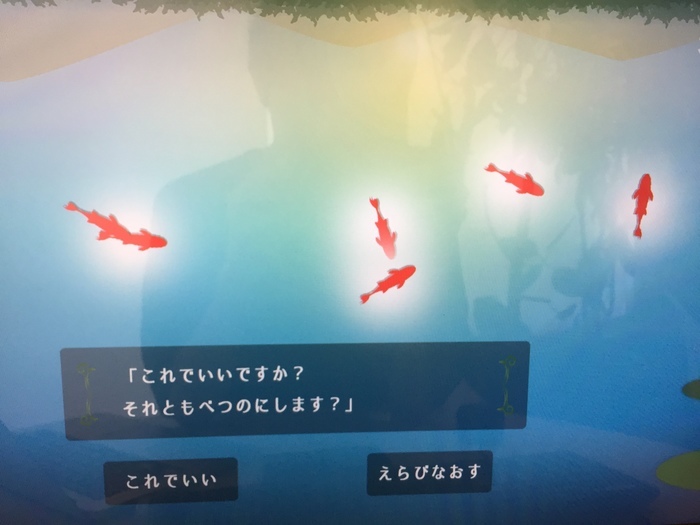 「これでいいですか？
それともべつのにします？」
これでいい
えらびなおす